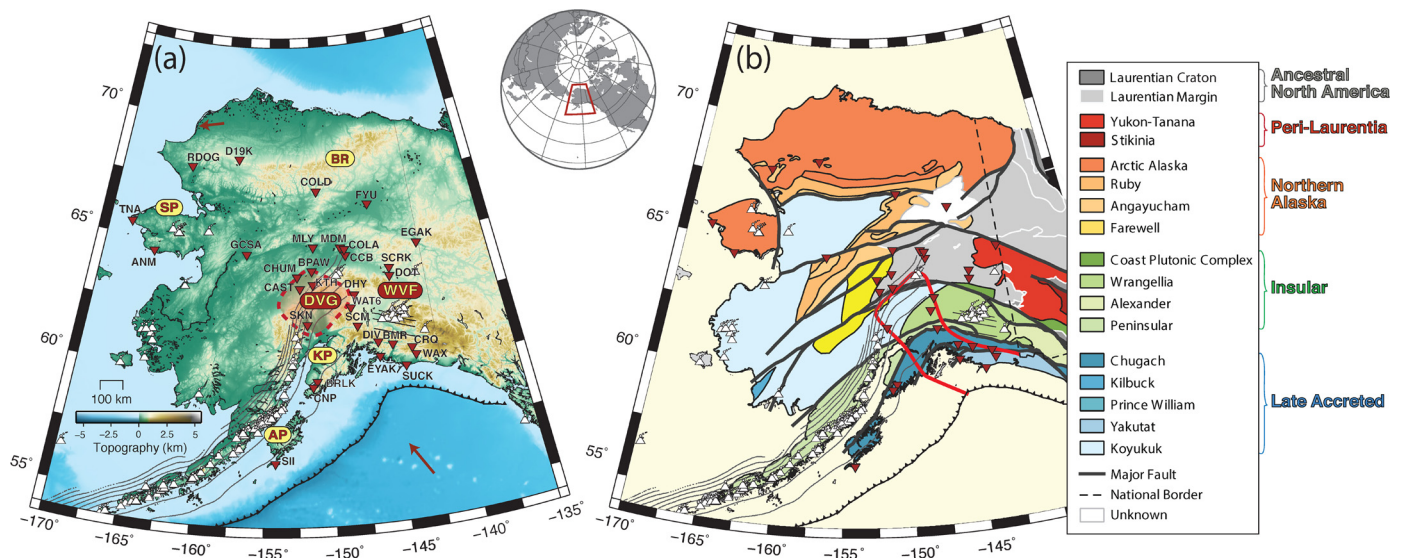 (a)
70˚
65˚
60˚
55˚
RDOG
D19K
BR
COLD
FYU
TNA
SP
EGAK
ANM
GCSA
MLY
MDM
COLA
CCB
SCRK
DOT
CHUM
BPAW
CAST
KTH
DHY
DVG
WVF
WAT6
SKN
SCM
DIV
BMR
CRQ
KP
WAX
EYAK
SUCK
BRLK
CNP
AP
SII
100 km
−5 −2.5 0 2.5 5
Topography (km)
−170˚
−165˚
−160˚
−155˚
−150˚
−145˚
−140˚
−135˚
(b)
70˚
65˚
60˚
55˚
−170˚
−165˚
−160˚
−155˚
−150˚
−145˚
Laurentian Craton
Laurentian Margin
Ancestral
North America
Yukon-Tanana
Stikinia
Peri-Laurentia
Arctic Alaska
Ruby
Angayucham
Farewell
Northern
Alaska
Coast Plutonic Complex
Wrangellia
Alexander
Peninsular
Insular
Chugach
Kilbuck
Prince William
Yakutat
Koyukuk
Late Accreted
Major Fault
National Border
Unknown